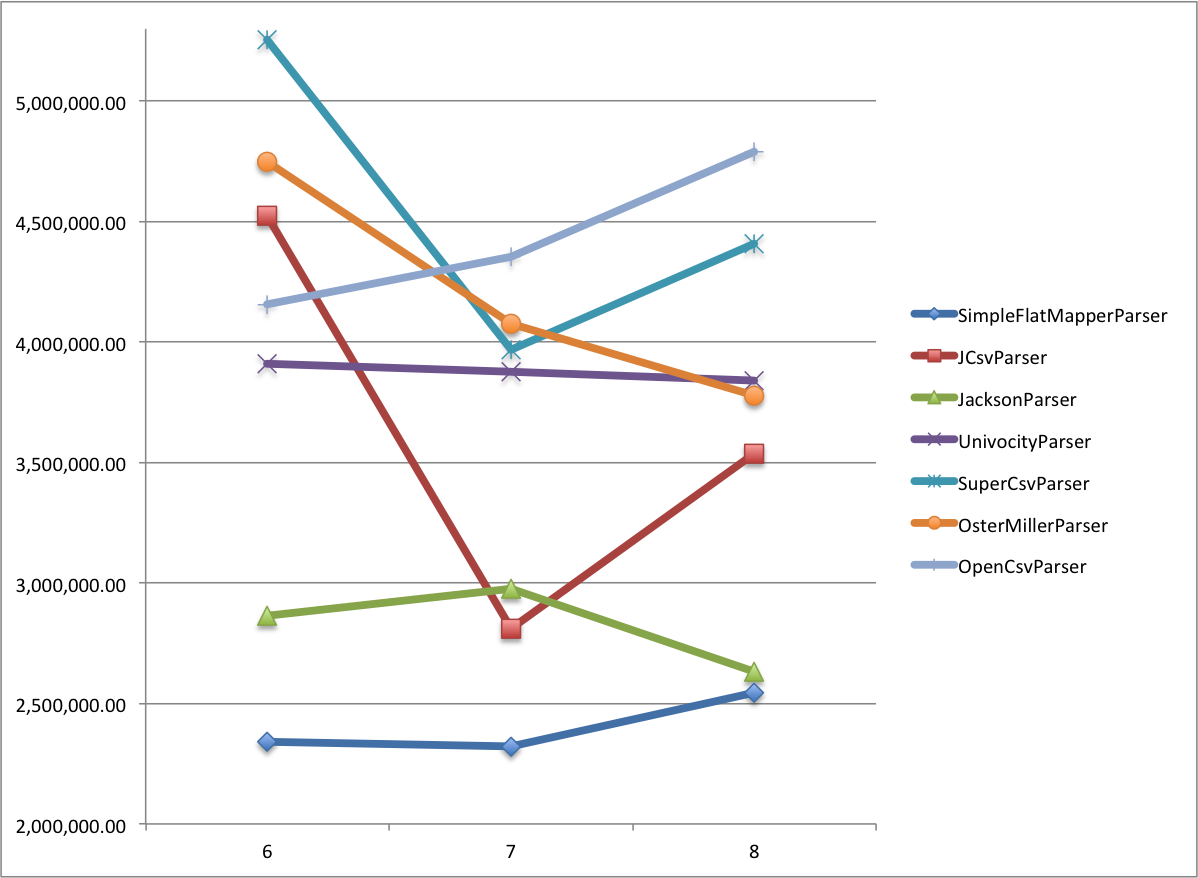 5,000,000.00
4,500,000.00
4,000,000.00
3,500,000.00
3,000,000.00
2,500,000.00
2,000,000.00
6 7 8
SimpleFlatMapperParser
JCsvParser
JacksonParser
UnivocityParser
SuperCsvParser
OsterMillerParser
OpenCsvParser